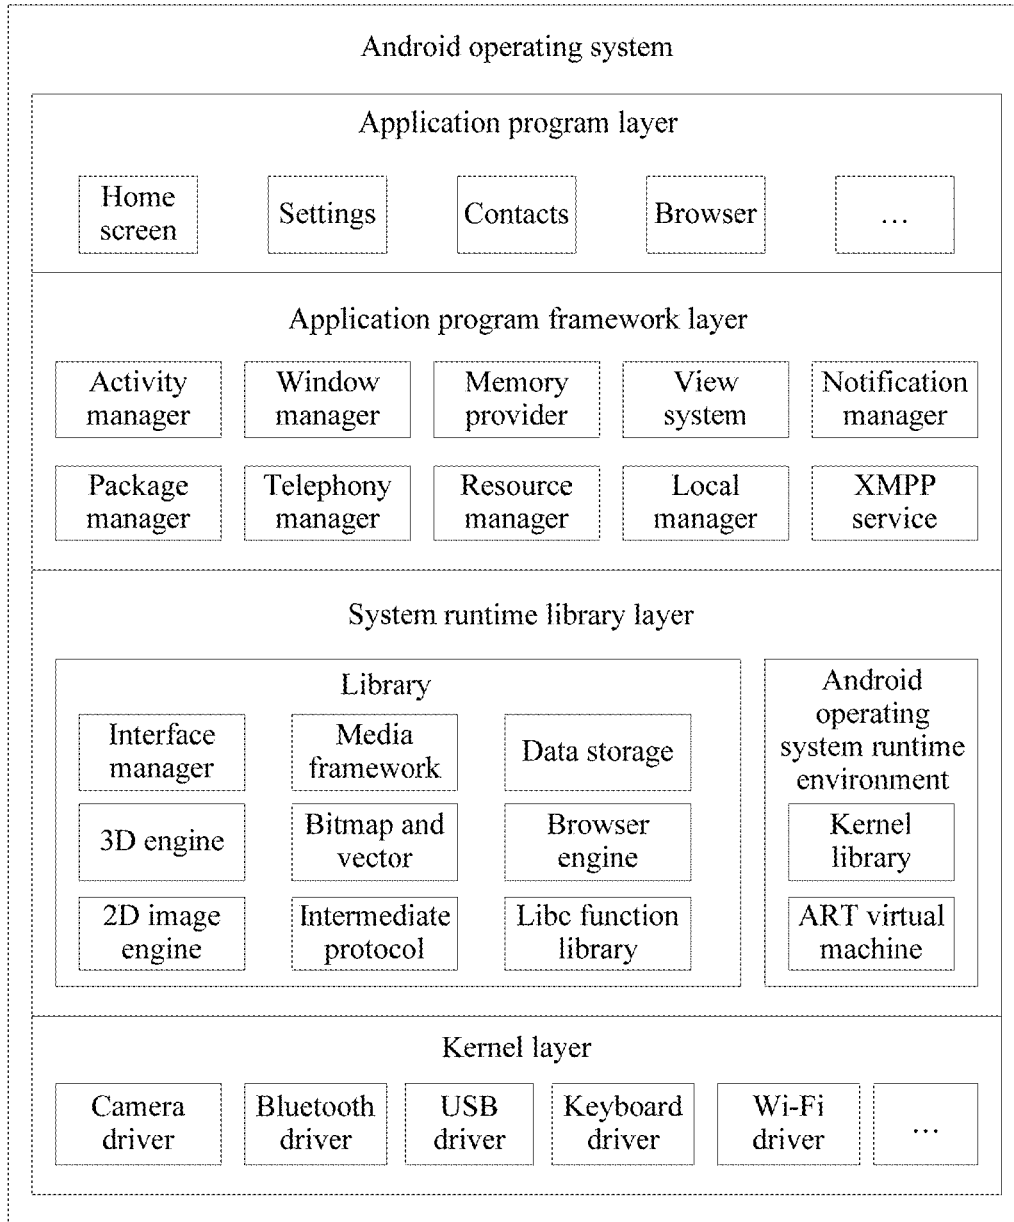 Android operating system
Application program layer
Home
screen
Settings
Contacts
Browser
...
Application program framework layer
Activity
manager
Window
manager
Memory
provider
View
system
Notification
manager
Package
manager
Telephony
manager
Resource
manager
Local
manager
XMPP
service
System runtime library layer
Library
Interface
manager
Media
framework
Data storage
3D engine
Bitmap and
vector
Browser
engine
2D image
engine
Intermediate
protocol
Libc function
library
Android
operating
system runtime
environment
Kernel
library
ART virtual
machine
Kernel layer
Camera
driver
Bluetooth
driver
USB
driver
Keyboard
driver
Wi-Fi
driver
...